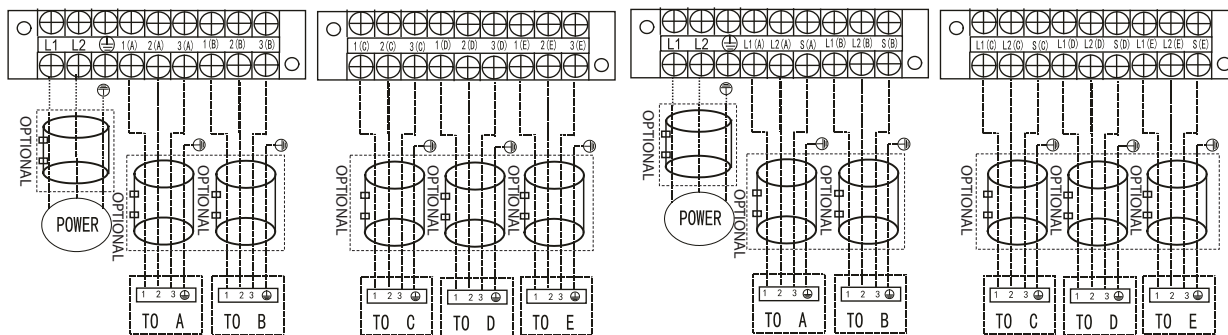 L1 L2 1(A) 2(A) 3(A) 1(B) 2(B) 3(B)
OPTIONAL
POWER
OPTIONAL
OPTIONAL
1 2 3
TO A
1 2 3
TO B
1(C) 2(C) 3(C) 1(D) 2(D) 3(D) 1(E) 2(E) 3(E)
OPTIONAL
OPTIONAL
OPTIONAL
1 2 3
TO C
1 2 3
TO D
1 2 3
TO E
L1 L2 L1(A) L2(A) S(A) L1(B) L2(B) S(B)
OPTIONAL
POWER
OPTIONAL
OPTIONAL
1 2 3
TO A
1 2 3
TO B
L1(C) L2(C) S(C) L1(D) L2(D) S(D) L1(E) L2(E) S(E)
OPTIONAL
OPTIONAL
OPTIONAL
1 2 3
TO C
1 2 3
TO D
1 2 3
TO E